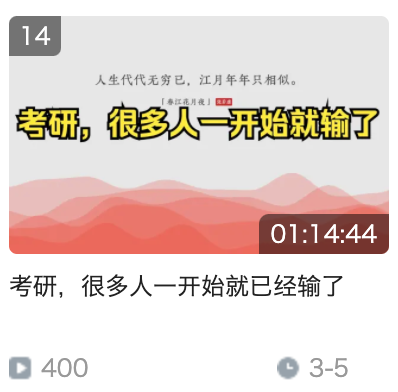 14
人生代代无穷已，江月年年只相似。
「春江花月夜」
考研，很多人一开始就输了
01:14:44
考研，很多人一开始就已经输了
400
3-5